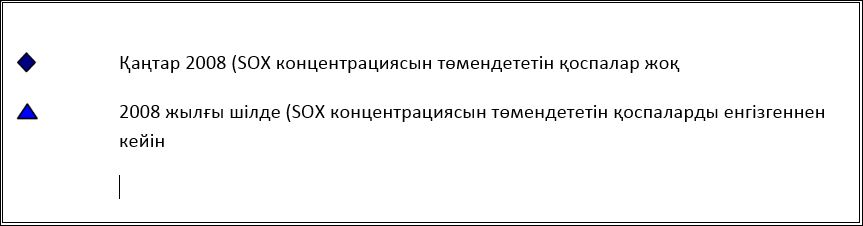 Қаңтар 2008 (SOX концентрациясын төмендететін қоспалар жоқ
2008 жылғы шілде (SOX концентрациясын төмендететін қоспаларды енгізгеннен
кейін